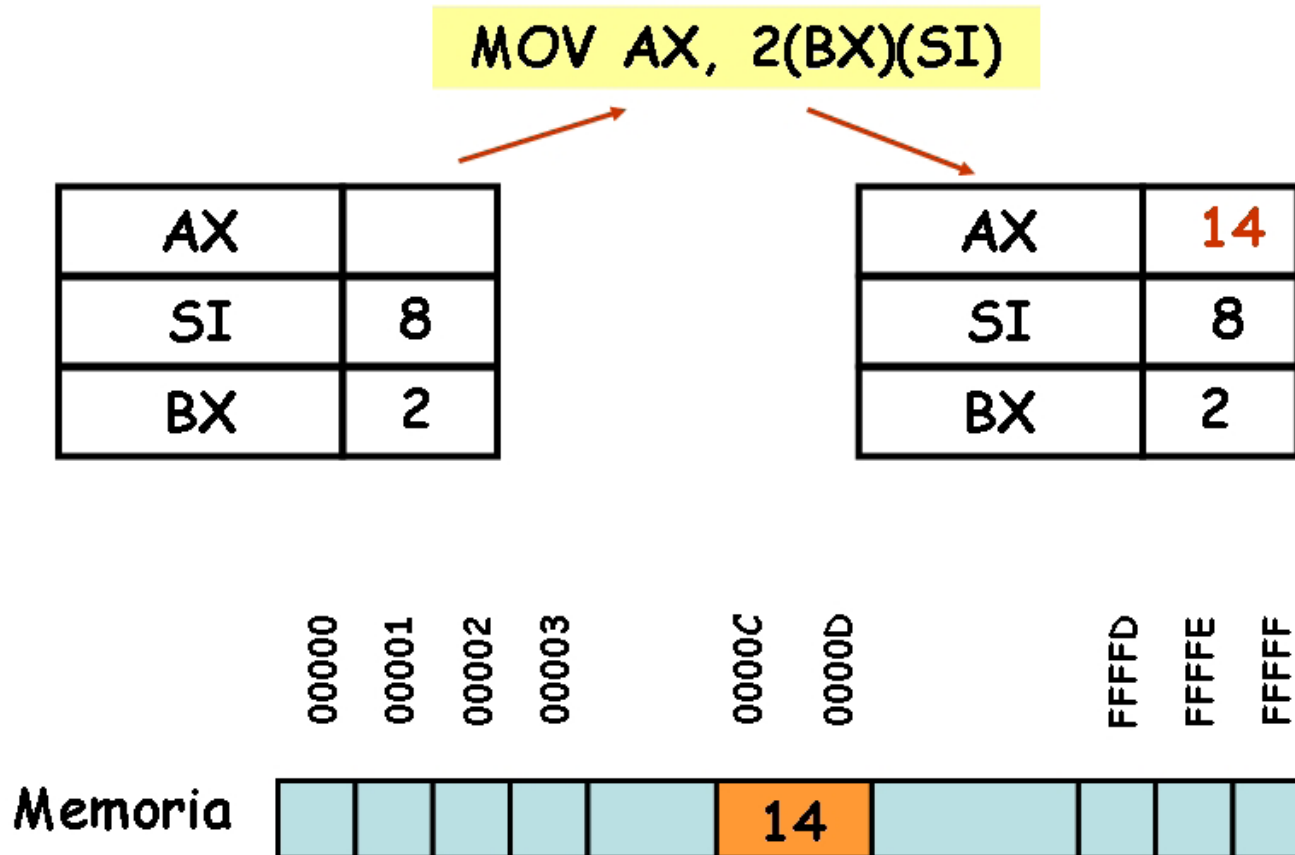 MOV AX, 2(BX)(SI)
AX
SI 8
BX 2
AX 14
SI 8
BX 2
00000 00001 00002 00003 0000C 0000D FFFFD FFFFE FFFFF
Memoria 14